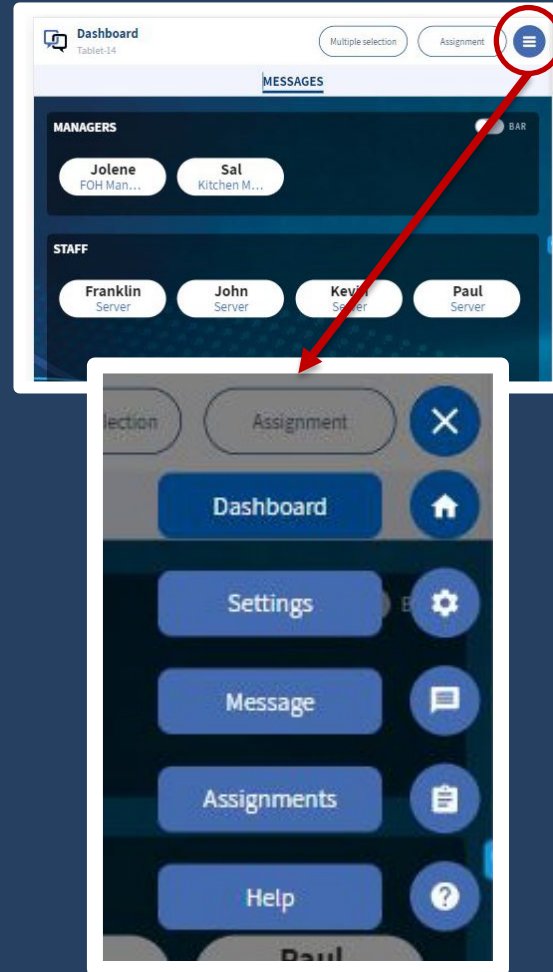 Dashboard
Tablet-14
Multiple selection
Assignment
MESSAGES
MANAGERS
BAR
Jolene
FOH Man...
Sal
Kitchen M...
STAFF
Franklin
Server
John
Server
Kevin
Server
Paul
Server
lection
Assignment
Dashboard
Settings
B
Message
Assignments
Help
Paul